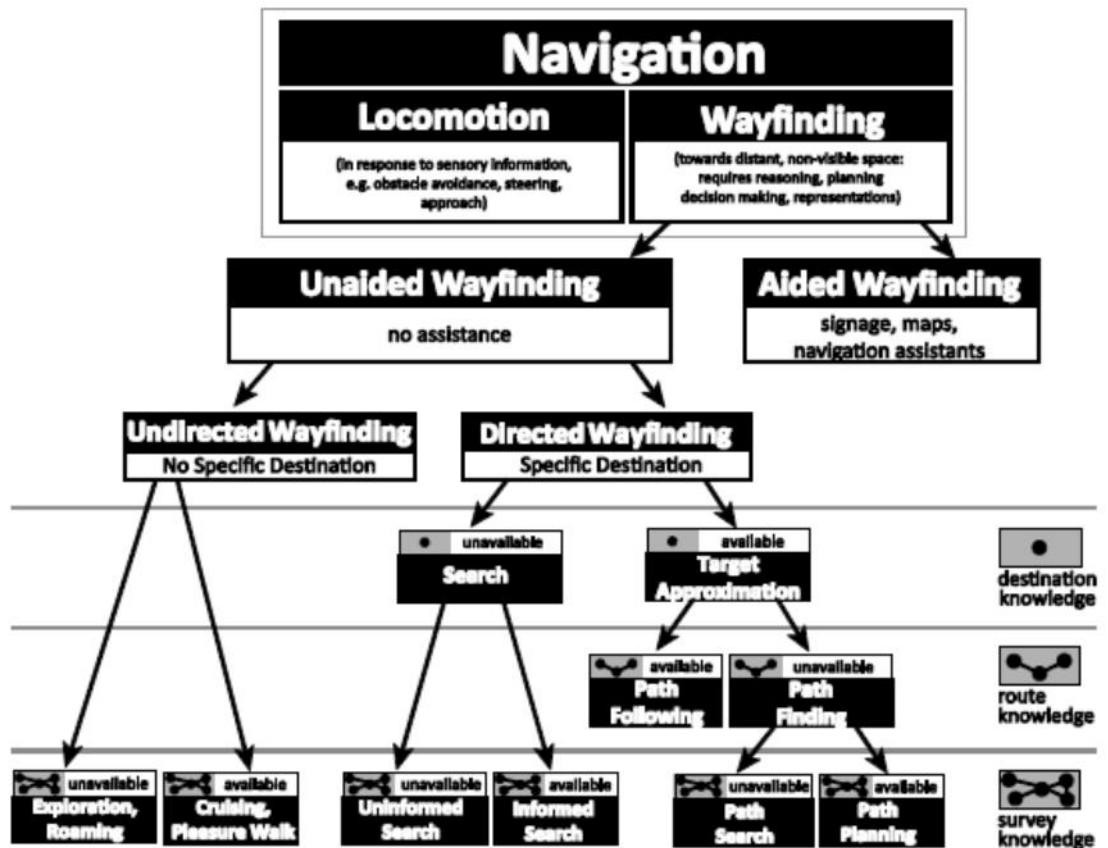 Navigation
Locomotion
(in response to sensory information,
e.g. obstacle avoidance, steering,
approach)
Wayfinding
(towards distant, non-visible space:
requires reasoning, planning
decision making, representations)
Unaided Wayfinding
no assistance
Aided Wayfinding
signage, maps,
navigation assistants
Undirected Wayfinding
No Specific Destination
Directed Wayfinding
Specific Destination
unavailable
Search
available
Target
Approximation
destination
knowledge
available
Path
Following
unavailable
Path
Finding
route
knowledge
unavailable
Exploration,
Roaming
available
Cruising,
Pleasure Walk
unavailable
Uninformed
Search
available
Informed
Search
unavailable
Path
Search
available
Path
Planning
survey
knowledge